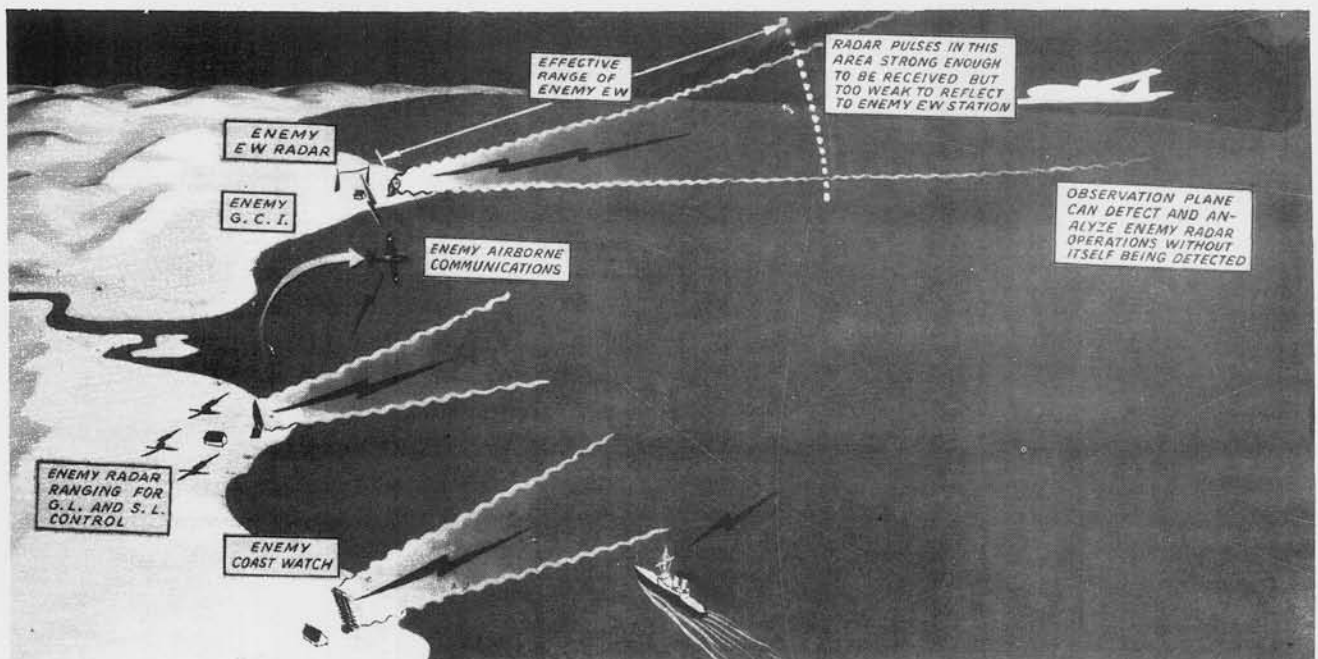 EFFECTIVE
RANGE OF
ENEMY EW
RADAR PULSES IN THIS
AREA STRONG ENOUGH
TO BE RECEIVED BUT
TOO WEAK TO REFLECT
TO ENEMY EW STATION
ENEMY
EW RADAR
ENEMY
G. C. I.
ENEMY AIRBORNE
COMMUNICATIONS
OBSERVATION PLANE
CAN DETECT AND AN-
ALYZE ENEMY RADAR
OPERATIONS WITHOUT
ITSELF BEING DETECTED
ENEMY RADAR
RANGING FOR
G.L. AND S.L.
CONTROL
ENEMY
COAST WATCH